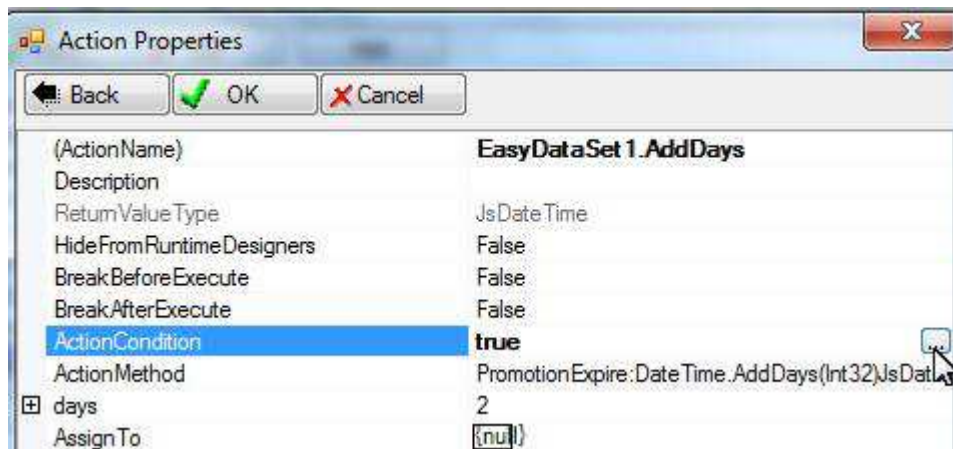 Action Properties
Back OK Cancel
(ActionName) EasyDataSet1.AddDays
Description
ReturnValueType JsDateTime
HideFromRuntimeDesigners False
BreakBeforeExecute False
BreakAfterExecute False
ActionCondition true ...
ActionMethod PromotionExpire:DateTime.AddDays(Int32)JsDat
days 2
AssignTo {null}